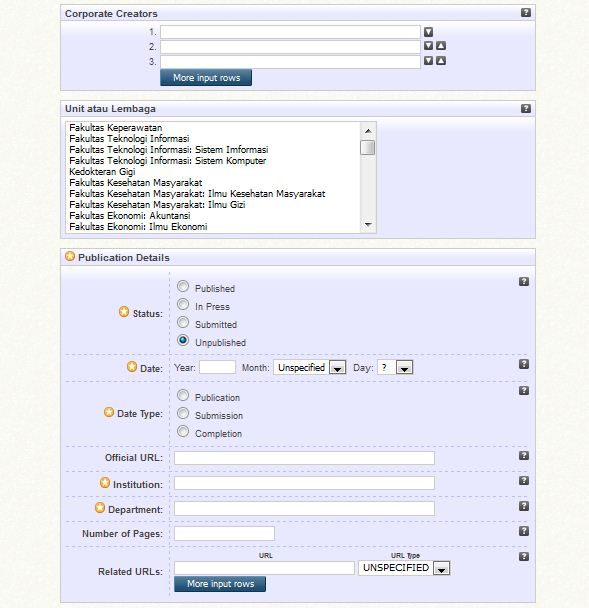 Corporate Creators ?
1.
2.
3.
More input rows
Unit atau Lembaga ?
Fakultas Keperawatan
Fakultas Teknologi Informasi
Fakultas Teknologi Informasi: Sistem Imformasi
Fakultas Teknologi Informasi: Sistem Komputer
Kedokteran Gigi
Fakultas Kesehatan Masyarakat
Fakultas Kesehatan Masyarakat: Ilmu Kesehatan Masyarakat
Fakultas Kesehatan Masyarakat: Ilmu Gizi
Fakultas Ekonomi: Akuntansi
Fakultas Ekonomi: Ilmu Ekonomi
Publication Details
Status: ?
Published
In Press
Submitted
Unpublished
Date: Year: Month: Unspecified Day: ? ?
Date Type: ?
Publication
Submission
Completion
Official URL: ?
Institution: ?
Department: ?
Number of Pages: ?
URL URL Type ?
Related URLs: UNSPECIFIED
More input rows